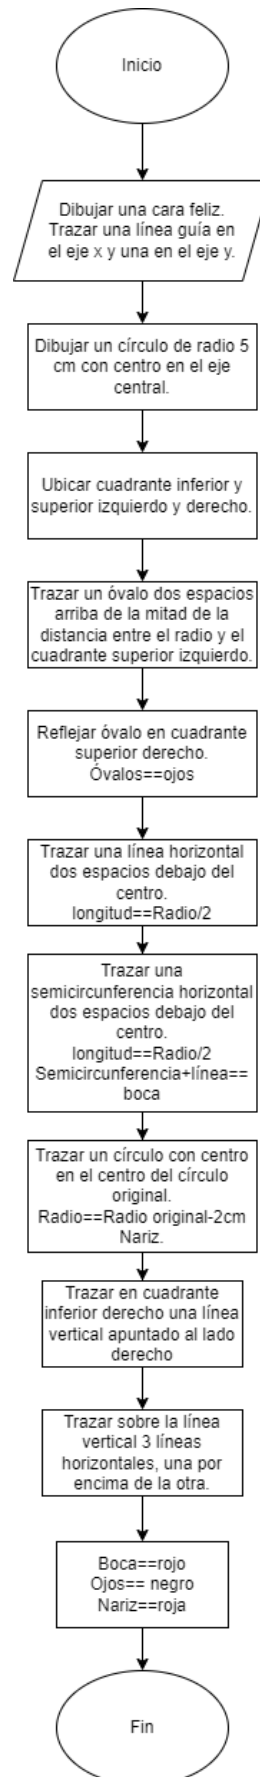 Inicio
Dibujar una cara feliz.
Trazar una línea guía en
el eje x y una en el eje y.
Dibujar un círculo de radio 5
cm con centro en el eje
central.
Ubicar cuadrante inferior y
superior izquierdo y derecho.
Trazar un óvalo dos espacios
arriba de la mitad de la
distancia entre el radio y el
cuadrante superior izquierdo.
Reflejar óvalo en cuadrante
superior derecho.
Óvalos==ojos
Trazar una línea horizontal
dos espacios debajo del
centro.
longitud==Radio/2
Trazar una
semicircunferencia horizontal
dos espacios debajo del
centro.
longitud==Radio/2
Semicircunferencia+línea==
boca
Trazar un círculo con centro
en el centro del círculo
original.
Radio==Radio original-2cm
Nariz.
Trazar en cuadrante
inferior derecho una línea
vertical apuntado al lado
derecho
Trazar sobre la línea
vertical 3 líneas
horizontales, una por
encima de la otra.
Boca==rojo
Ojos== negro
Nariz==roja
Fin